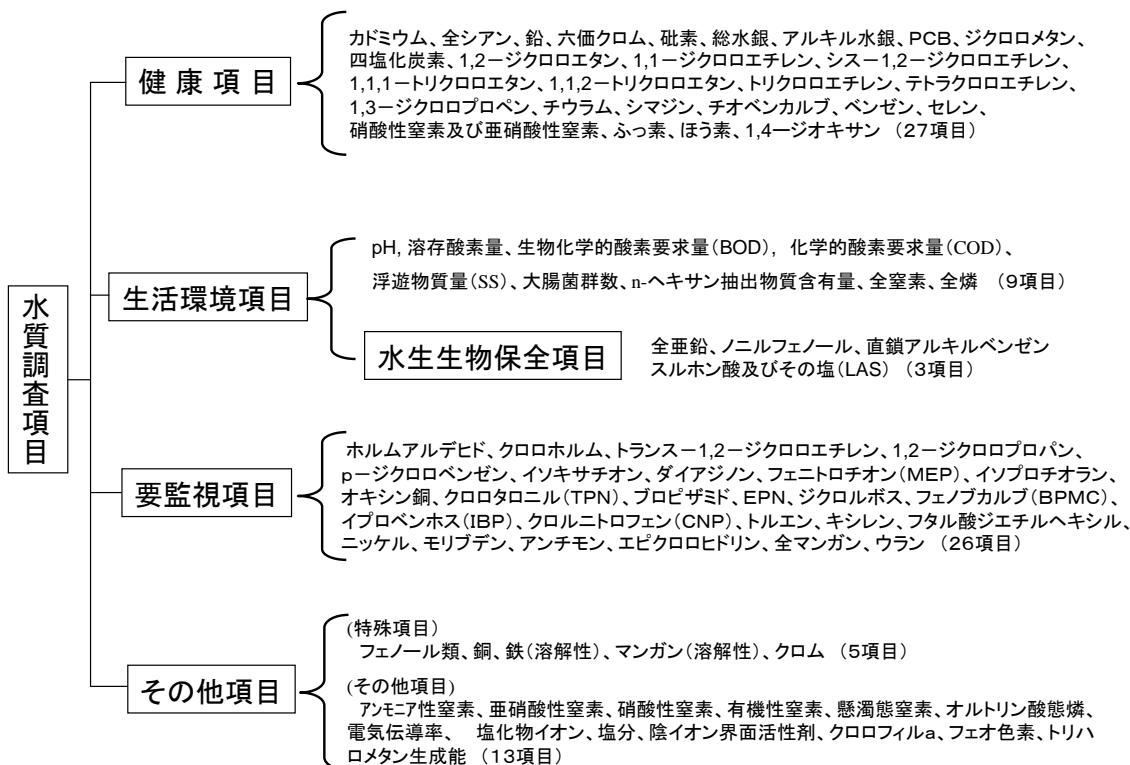 水質調査項目
健康項目
カドミウム、全シアン、鉛、六価クロム、砒素、総水銀、アルキル水銀、PCB、ジクロロメタン、
四塩化炭素、1,2－ジクロロエタン、1,1－ジクロロエチレン、シス－1,2－ジクロロエチレン、
1,1,1－トリクロロエタン、1,1,2－トリクロロエタン、トリクロロエチレン、テトラクロロエチレン、
1,3－ジクロロプロペン、チウラム、シマジン、チオベンカルブ、ベンゼン、セレン、
硝酸性窒素及び亜硝酸性窒素、ふっ素、ほう素、1,4－ジオキサン （27項目）
生活環境項目
pH, 溶存酸素量、生物化学的酸素要求量（BOD）, 化学的酸素要求量（COD）、
浮遊物質量（SS）、大腸菌群数、n-ヘキサン抽出物質含有量、全窒素、全燐 （9項目）
水生生物保全項目
全亜鉛、ノニルフェノール、直鎖アルキルベンゼン
スルホン酸及びその塩（LAS） （3項目）
要監視項目
ホルムアルデヒド、クロロホルム、トランス－1,2－ジクロロエチレン、1,2－ジクロロプロパン、
p－ジクロロベンゼン、イソキサチオン、ダイアジノン、フェニトロチオン（MEP）、イソプロチオラン、
オキシン銅、クロロタロニル（TPN）、プロピザミド、EPN、ジクロルボス、フェノブカルブ（BPMC）、
イプロベンホス（IBP）、クロルニトロフェン（CNP）、トルエン、キシレン、フタル酸ジエチルヘキシル、
ニッケル、モリブデン、アンチモン、エピクロロヒドリン、全マンガン、ウラン （26項目）
その他項目
(特殊項目)
フェノール類、銅、鉄（溶解性）、マンガン（溶解性）、クロム （5項目）
(その他項目)
アンモニア性窒素、亜硝酸性窒素、硝酸性窒素、有機性窒素、懸濁態窒素、オルトリン酸態燐、
電気伝導率、 塩化物イオン、塩分、陰イオン界面活性剤、クロロフィルa、フェオ色素、トリハ
ロメタン生成能 （13項目）